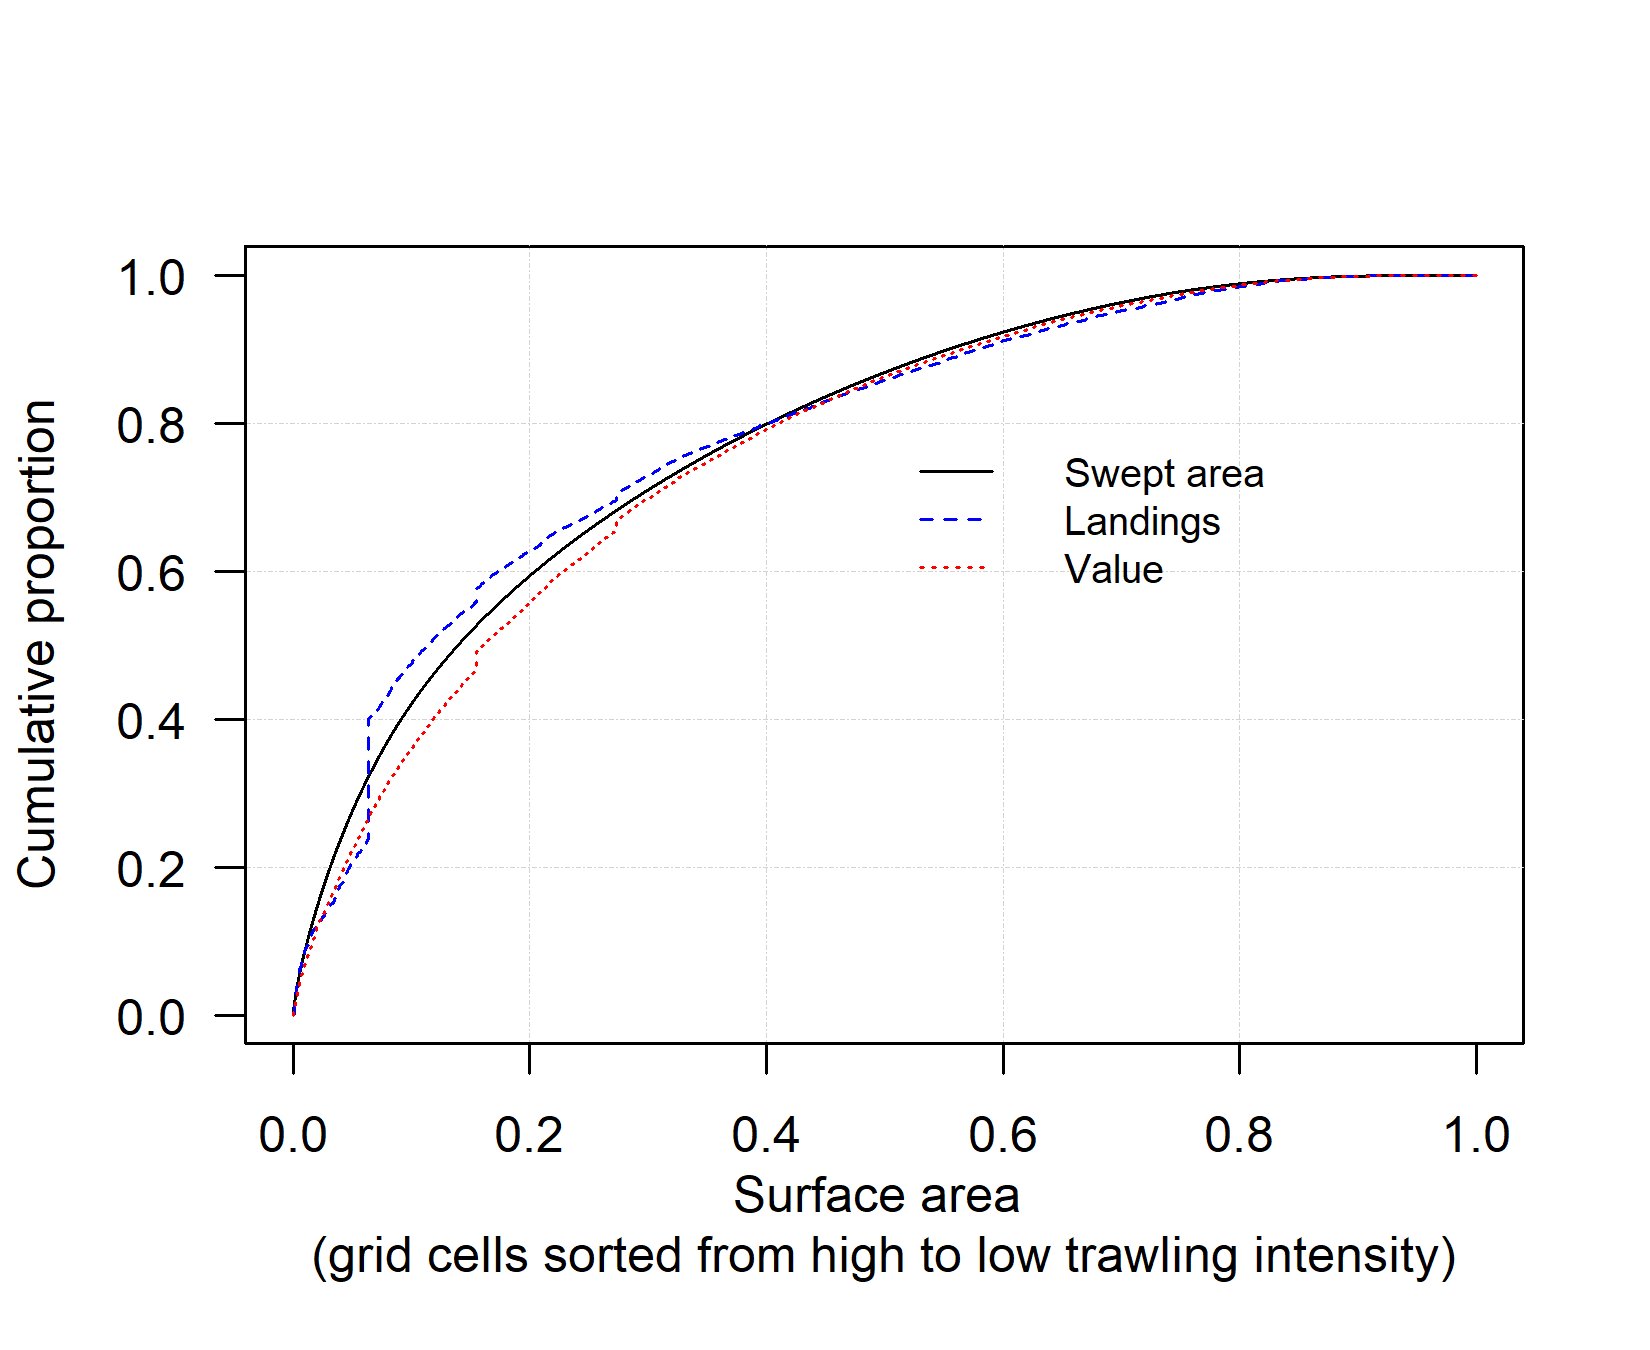 1.0
0.8
0.6
0.4
0.2
0.0
Cumulative proportion
Swept area
Landings
Value
0.0 0.2 0.4 0.6 0.8 1.0
Surface area
(grid cells sorted from high to low trawling intensity)